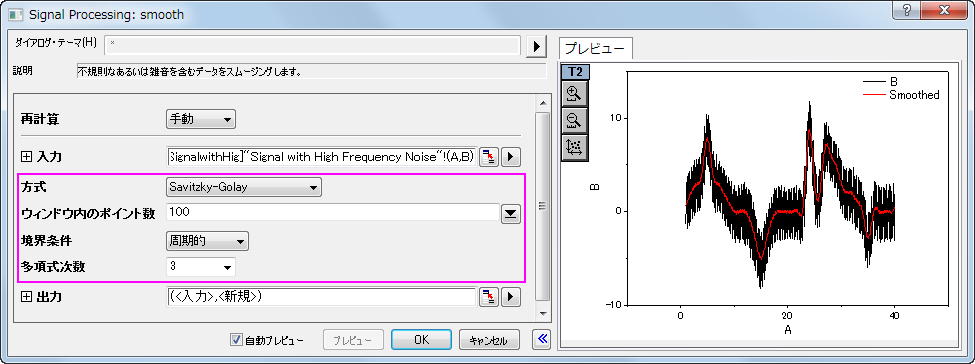 Signal Processing: smooth
ダイアログ・テーマ(H) *
説明 不規則なあるいは雑音を含むデータをスムージングします。
再計算 手動
入力 SignalwithHig]"Signal with High Frequency Noise"!(A,B)
方式 Savitzky-Golay
ウィンドウ内のポイント数 100
境界条件 周期的
多項式次数 3
出力 (<入力>,<新規>)
自動プレビュー プレビュー OK キャンセル
プレビュー
T2
B
Smoothed
10
0
-10
B
0 20 40
A